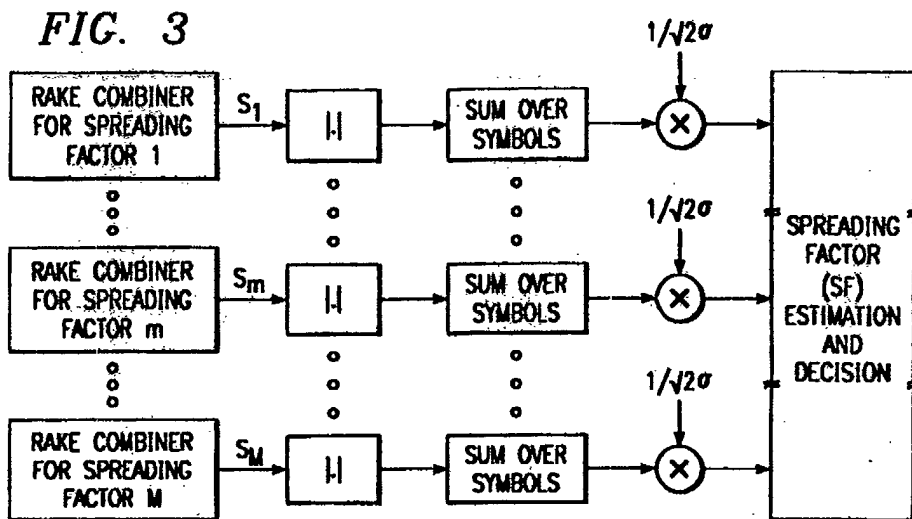 FIG. 3
1/√2σ
RAKE COMBINER
FOR SPREADING
FACTOR 1
S1
|·|
SUM OVER
SYMBOLS
×
1/√2σ
RAKE COMBINER
FOR SPREADING
FACTOR m
Sm
|·|
SUM OVER
SYMBOLS
×
SPREADING
FACTOR
(SF)
ESTIMATION
AND
DECISION
1/√2σ
RAKE COMBINER
FOR SPREADING
FACTOR M
SM
|·|
SUM OVER
SYMBOLS
×